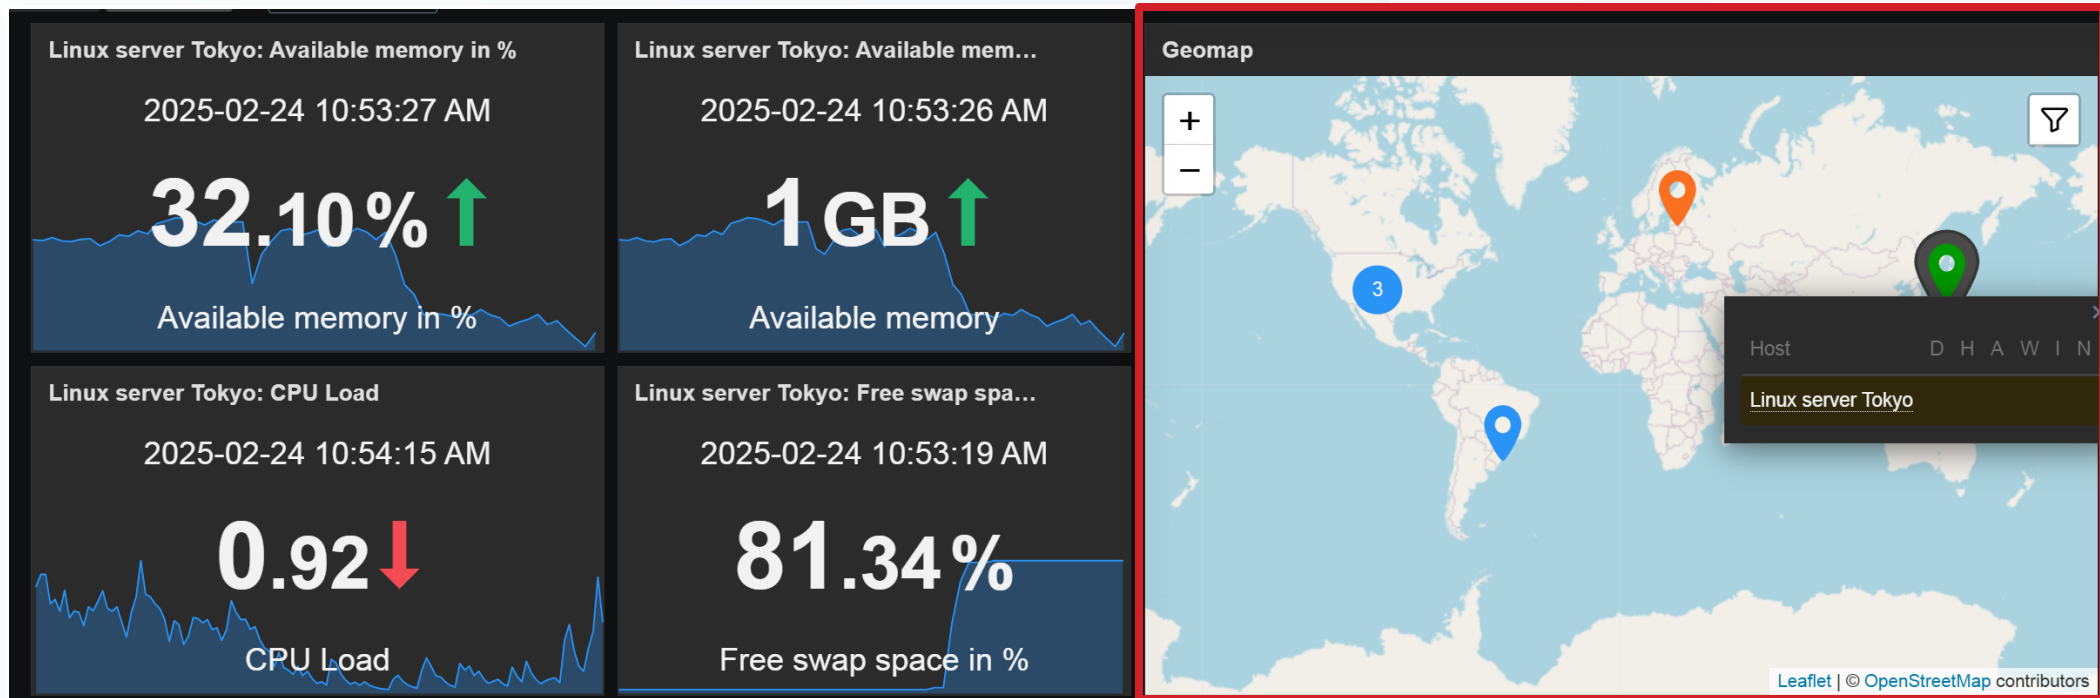 Linux server Tokyo: Available memory in %
2025-02-24 10:53:27 AM
32.10%
Available memory in %
Linux server Tokyo: Available mem...
2025-02-24 10:53:26 AM
1 GB
Available memory
Linux server Tokyo: CPU Load
2025-02-24 10:54:15 AM
0.92
CPU Load
Linux server Tokyo: Free swap spa...
2025-02-24 10:53:19 AM
81.34%
Free swap space in %
Geomap
+
−
3
Host D H A W I N
Linux server Tokyo
Leaflet | © OpenStreetMap contributors